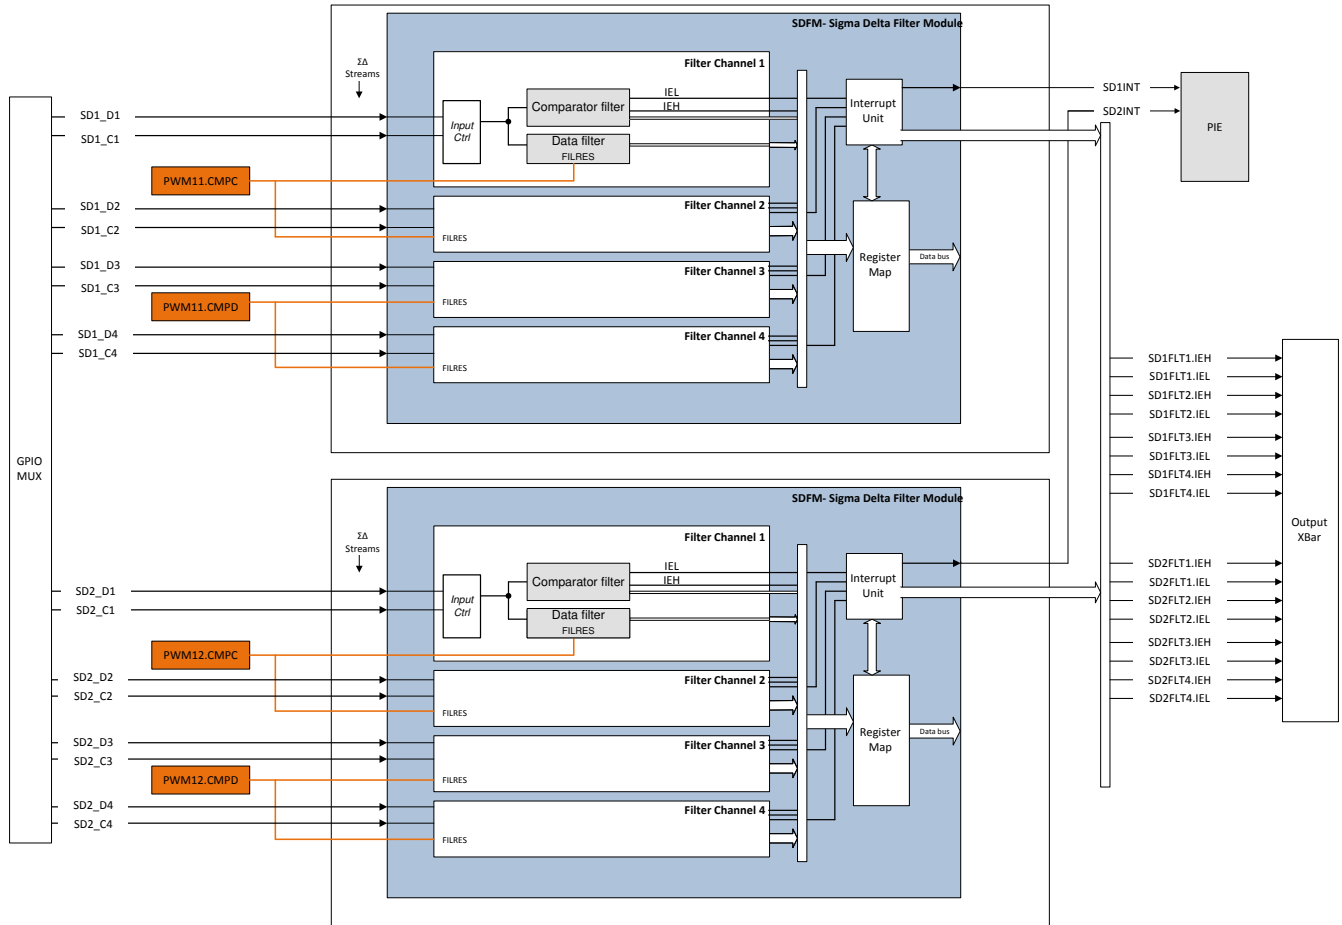 SDFM- Sigma Delta Filter Module
ΣΔ
Streams
Filter Channel 1
IEL
IEH
Comparator filter
Input
Ctrl
Data filter
FILRES
Interrupt
Unit
SD1_D1
SD1_C1
PWM11.CMPC
SD1_D2
SD1_C2
Filter Channel 2
FILRES
SD1_D3
SD1_C3
Filter Channel 3
FILRES
PWM11.CMPD
SD1_D4
SD1_C4
Filter Channel 4
FILRES
Register
Map
Data bus
SD1INT
SD2INT
PIE
GPIO
MUX
SD1FLT1.IEH
SD1FLT1.IEL
SD1FLT2.IEH
SD1FLT2.IEL
SD1FLT3.IEH
SD1FLT3.IEL
SD1FLT4.IEH
SD1FLT4.IEL
Output
XBar
SD2FLT1.IEH
SD2FLT1.IEL
SD2FLT2.IEH
SD2FLT2.IEL
SD2FLT3.IEH
SD2FLT3.IEL
SD2FLT4.IEH
SD2FLT4.IEL
SDFM- Sigma Delta Filter Module
ΣΔ
Streams
Filter Channel 1
IEL
IEH
Comparator filter
Input
Ctrl
Data filter
FILRES
Interrupt
Unit
SD2_D1
SD2_C1
PWM12.CMPC
SD2_D2
SD2_C2
Filter Channel 2
FILRES
SD2_D3
SD2_C3
Filter Channel 3
FILRES
PWM12.CMPD
SD2_D4
SD2_C4
Filter Channel 4
FILRES
Register
Map
Data bus